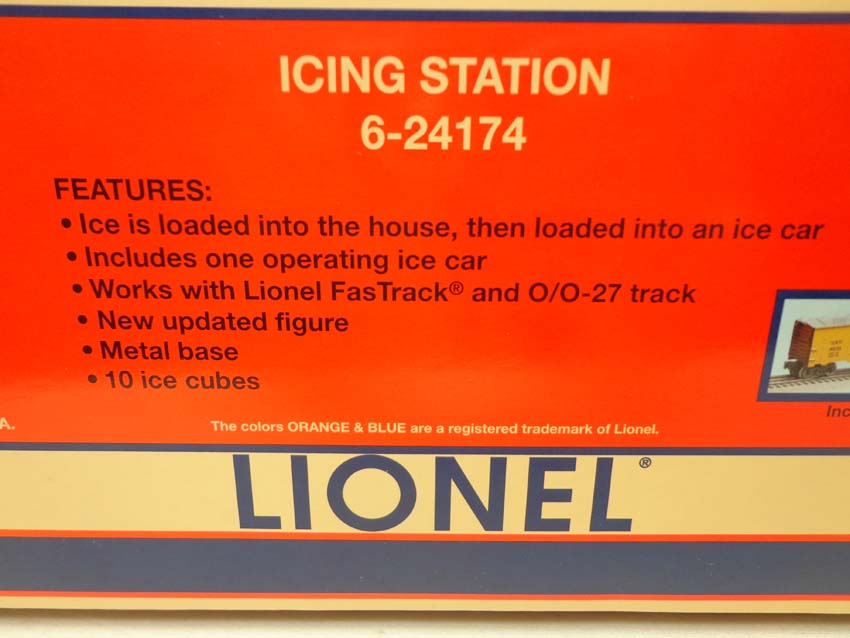 ICING STATION
6-24174
FEATURES:
• Ice is loaded into the house, then loaded into an ice car
• Includes one operating ice car
• Works with Lionel FasTrack® and O/O-27 track
• New updated figure
• Metal base
• 10 ice cubes
Inc
A.
The colors ORANGE & BLUE are a registered trademark of Lionel.
LIONEL®